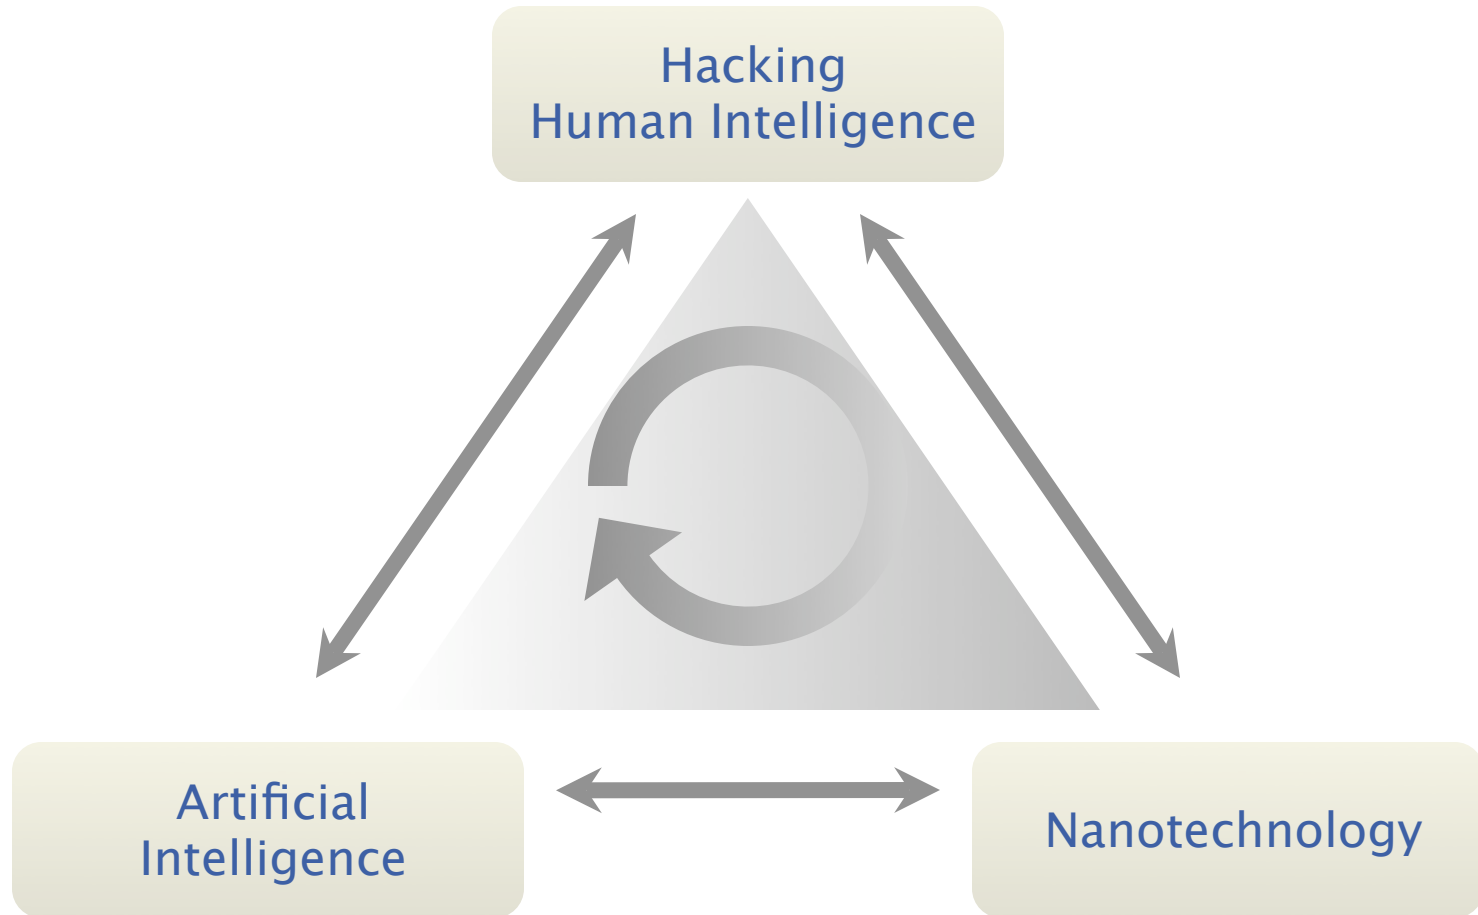 Hacking
Human Intelligence
Artificial
Intelligence
Nanotechnology